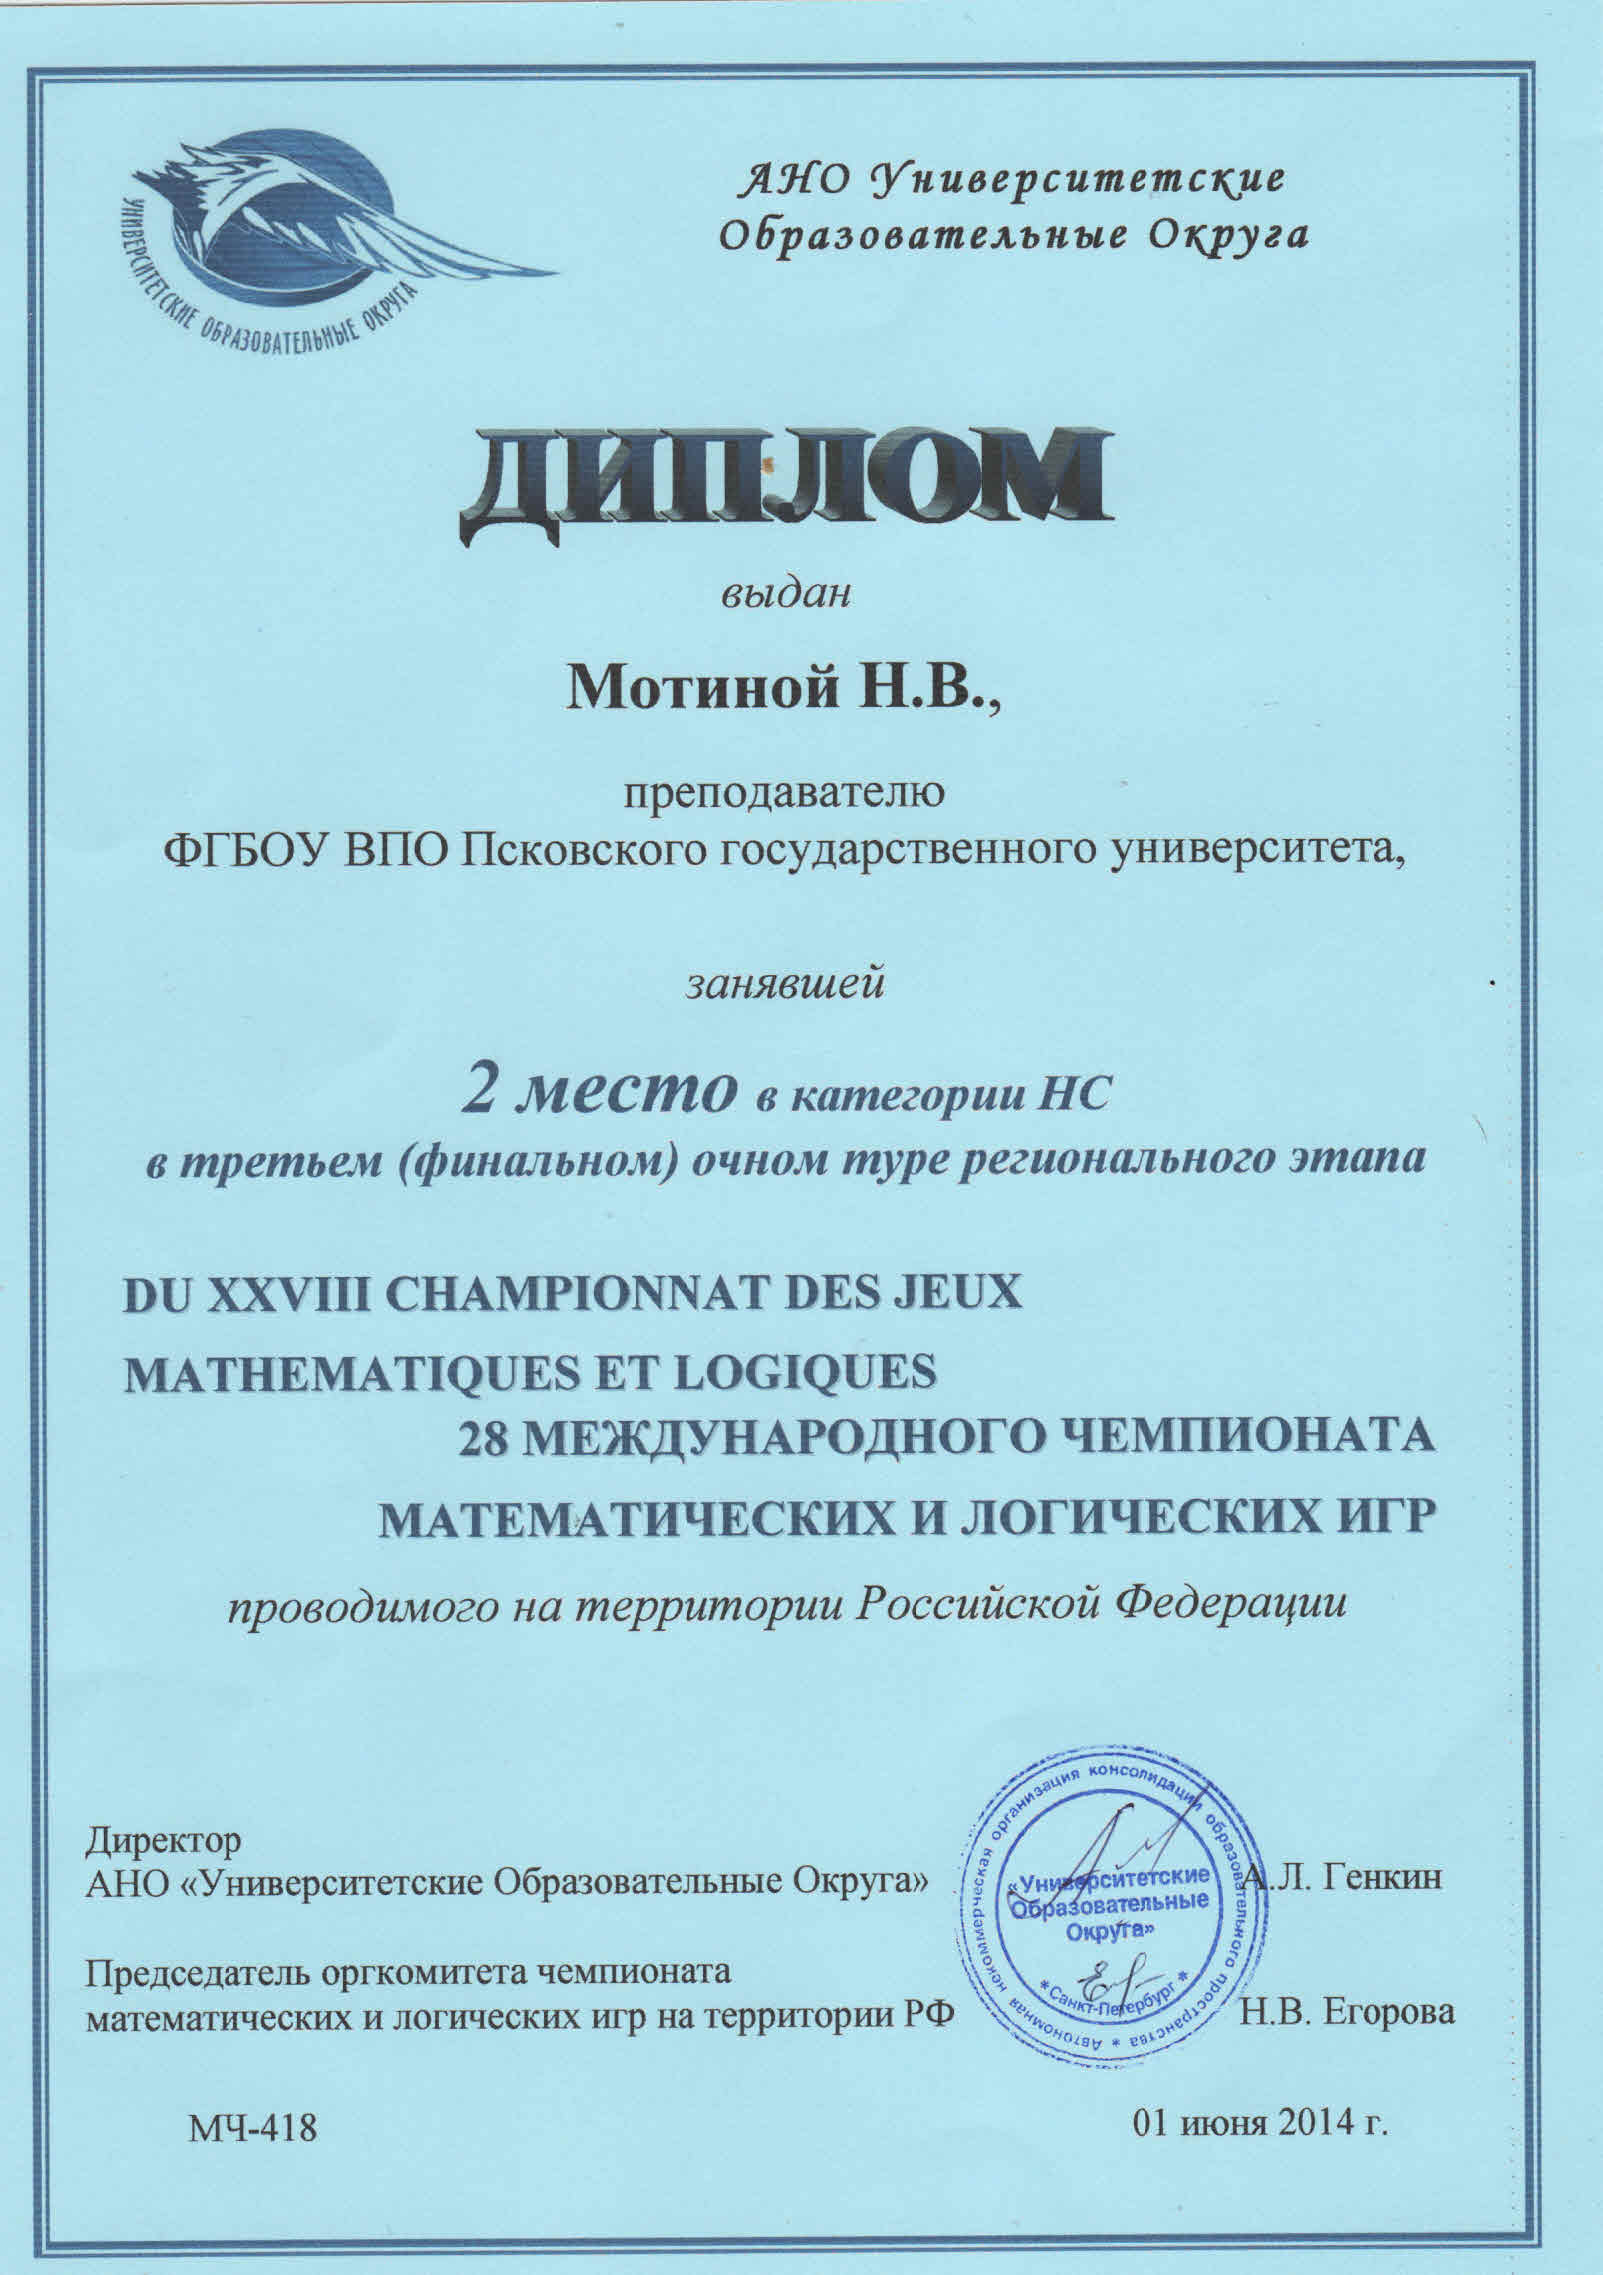 УНИВЕРСИТЕТСКИЕ ОБРАЗОВАТЕЛЬНЫЕ ОКРУГА
АНО Университетские
Образовательные Округа
ДИПЛОМ
выдан
Мотиной Н.В.,
преподавателю
ФГБОУ ВПО Псковского государственного университета,
занявшей
2 место в категории НС
в третьем (финальном) очном туре регионального этапа
DU XXVIII CHAMPIONNAT DES JEUX
MATHEMATIQUES ET LOGIQUES
28 МЕЖДУНАРОДНОГО ЧЕМПИОНАТА
МАТЕМАТИЧЕСКИХ И ЛОГИЧЕСКИХ ИГР
проводимого на территории Российской Федерации
Директор
АНО «Университетские Образовательные Округа»
А.Л. Генкин
Председатель оргкомитета чемпионата
математических и логических игр на территории РФ
Н.В. Егорова
* Автономная некоммерческая организация консолидации образовательного пространства
«Университетские
Образовательные
Округа»
* Санкт-Петербург *
МЧ-418
01 июня 2014 г.